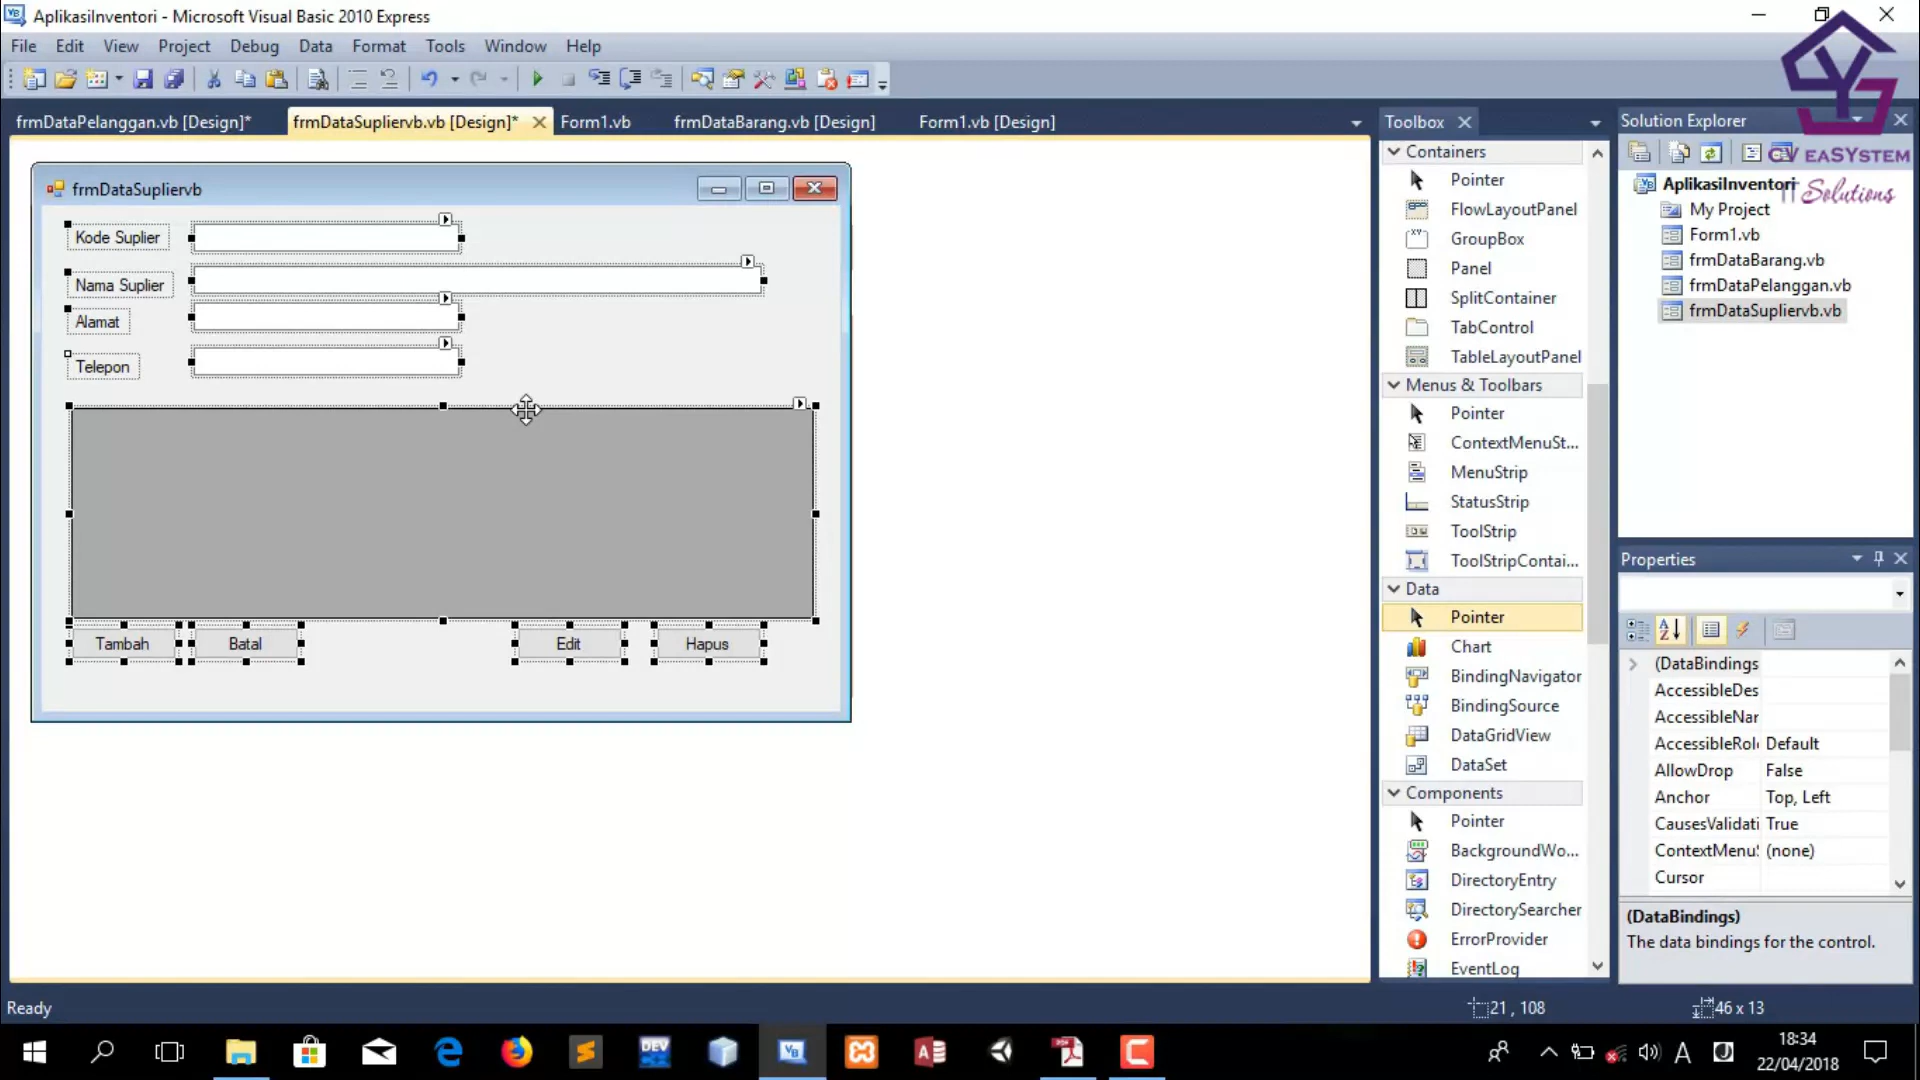 AplikasiInventori - Microsoft Visual Basic 2010 Express
File Edit View Project Debug Data Format Tools Window Help
frmDataPelanggan.vb [Design]* frmDataSupliervb.vb [Design]* Form1.vb frmDataBarang.vb [Design] Form1.vb [Design]
frmDataSupliervb
Kode Suplier
Nama Suplier
Alamat
Telepon
Tambah Batal Edit Hapus
Toolbox
Containers
Pointer
FlowLayoutPanel
GroupBox
Panel
SplitContainer
TabControl
TableLayoutPanel
Menus & Toolbars
Pointer
ContextMenuSt...
MenuStrip
StatusStrip
ToolStrip
ToolStripContai...
Data
Pointer
Chart
BindingNavigator
BindingSource
DataGridView
DataSet
Components
Pointer
BackgroundWo...
DirectoryEntry
DirectorySearcher
ErrorProvider
EventLog
Solution Explorer
CV EASYSTEM
IT Solutions
AplikasiInventori
My Project
Form1.vb
frmDataBarang.vb
frmDataPelanggan.vb
frmDataSupliervb.vb
Properties
(DataBindings
AccessibleDes
AccessibleNar
AccessibleRol Default
AllowDrop False
Anchor Top, Left
CausesValidati True
ContextMenuS (none)
Cursor
(DataBindings)
The data bindings for the control.
Ready 21 , 108 46 x 13
18:34
22/04/2018